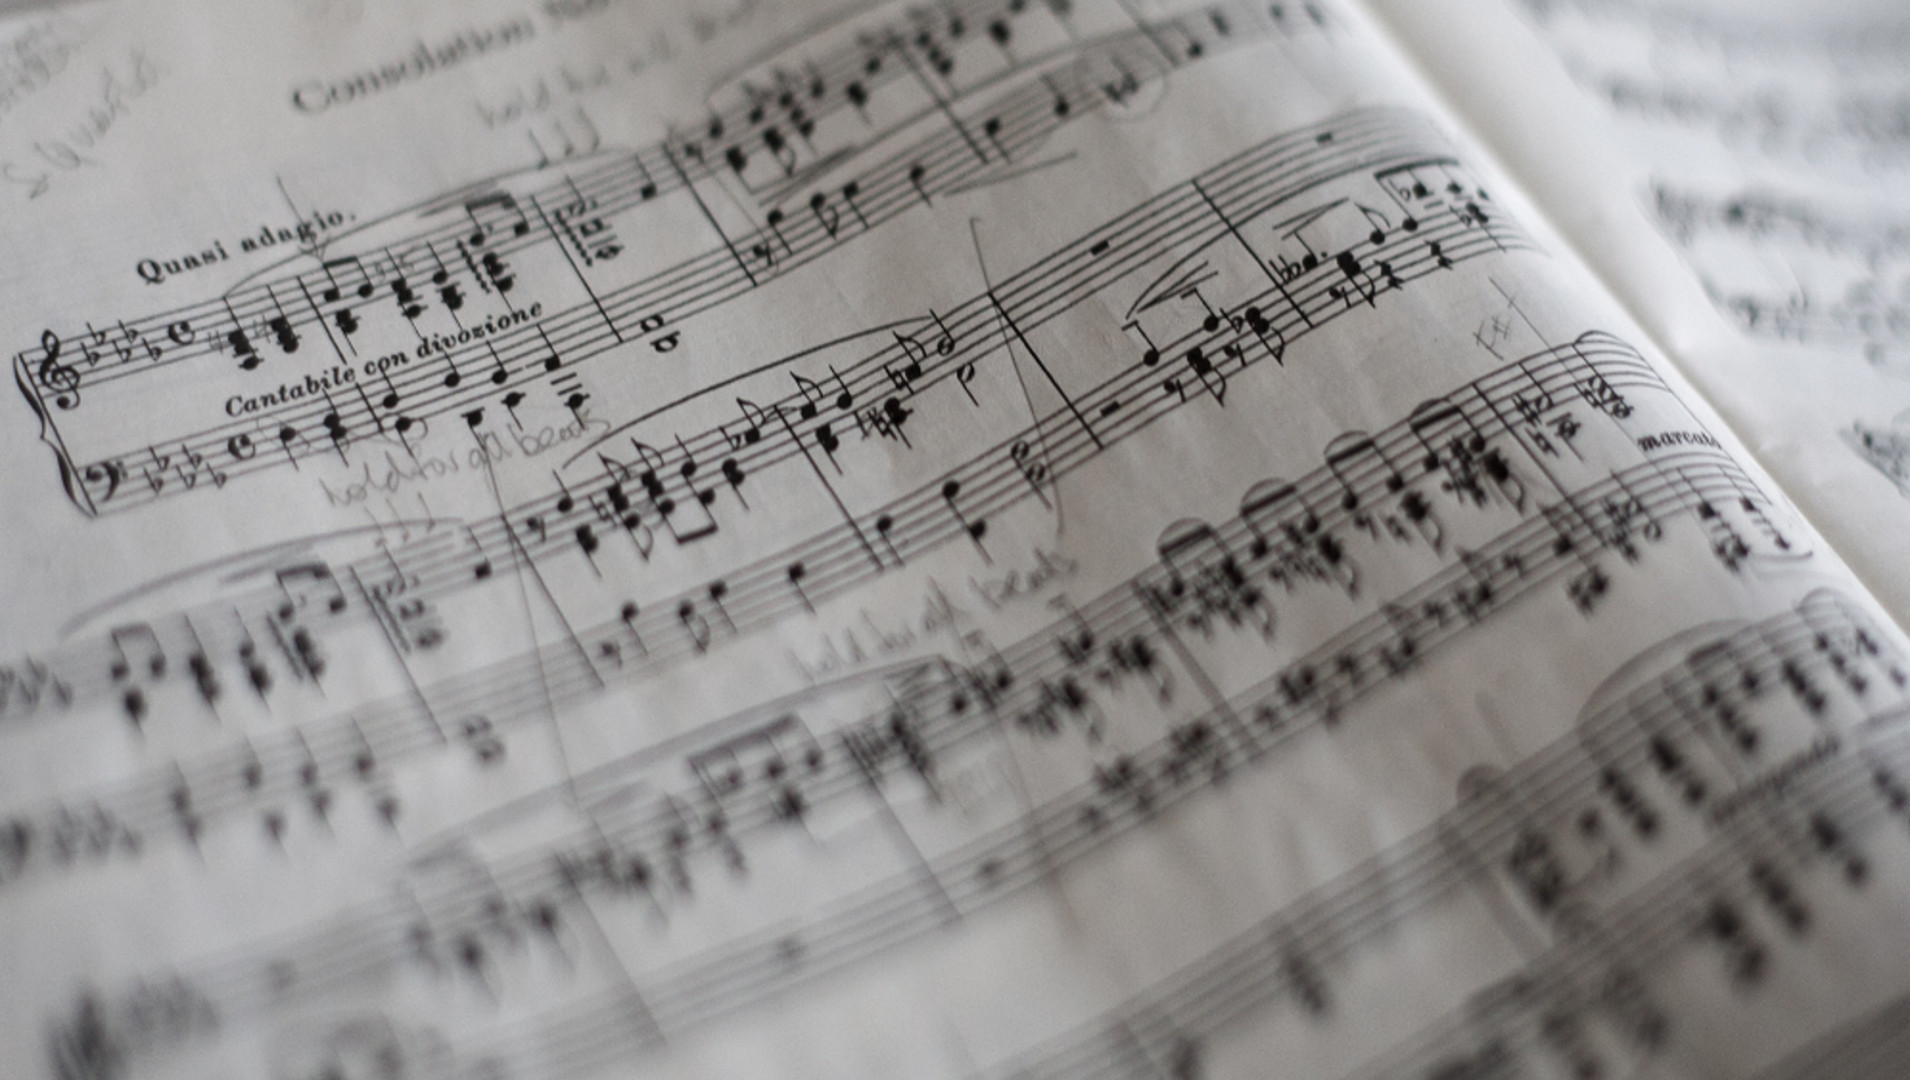 Consolation
hold for all beats
Quasi adagio.
Cantabile con divozione
hold for all beats
marcato
hold for all beats